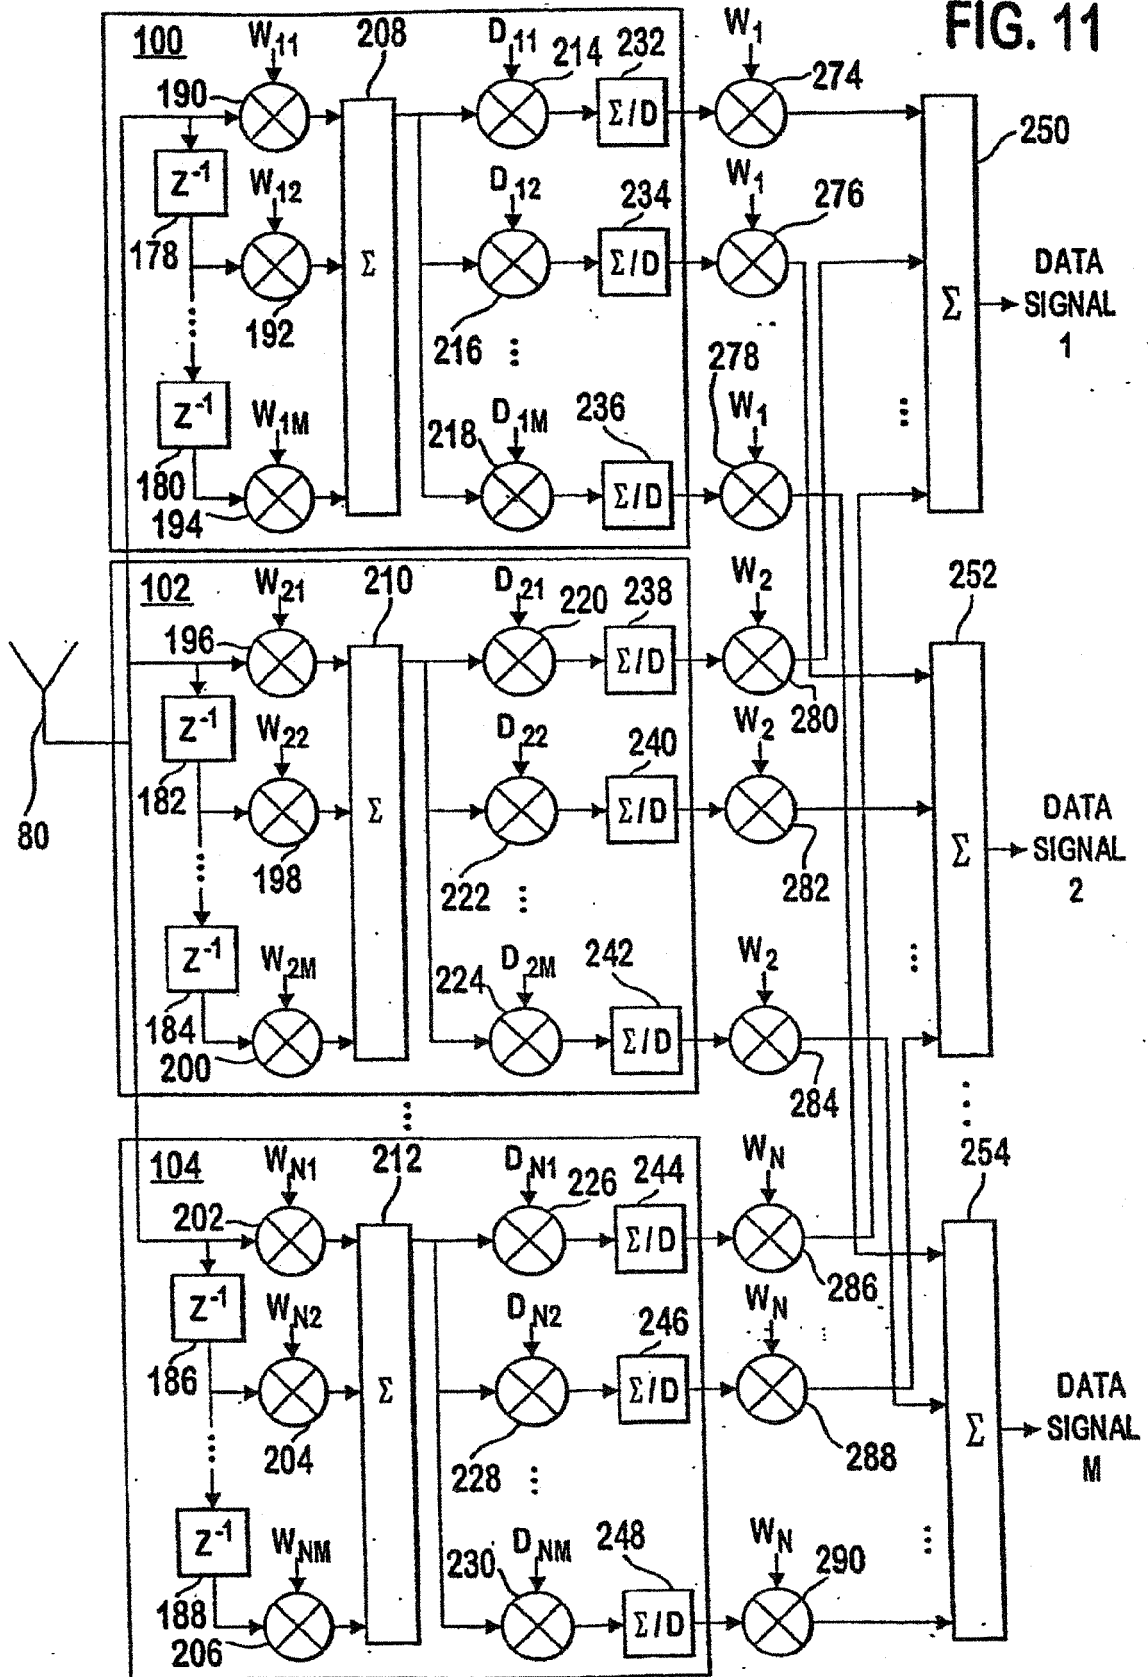 FIG. 11
100 W11 208 D11 214 232 W1 274
190 Σ/D 250
Z-1 W12 D12 234 W1 276
178 Σ Σ/D DATA
192 216 Σ SIGNAL
278 1
Z-1 W1M 218 D1M 236 W1
180 Σ/D
194
102 W21 210 D21 220 238 W2 252
196 Σ/D
Z-1 W22 D22 240 W2 280
182 Σ Σ/D DATA
80 198 222 282 Σ SIGNAL
2
Z-1 W2M 224 D2M 242 W2
184 Σ/D
200 284
104 WN1 212 DN1 226 244 WN 254
202 Σ/D
Z-1 WN2 DN2 246 WN 286
186 Σ Σ/D DATA
204 228 288 Σ SIGNAL
M
Z-1 WNM 230 DNM 248 WN 290
188 Σ/D
206